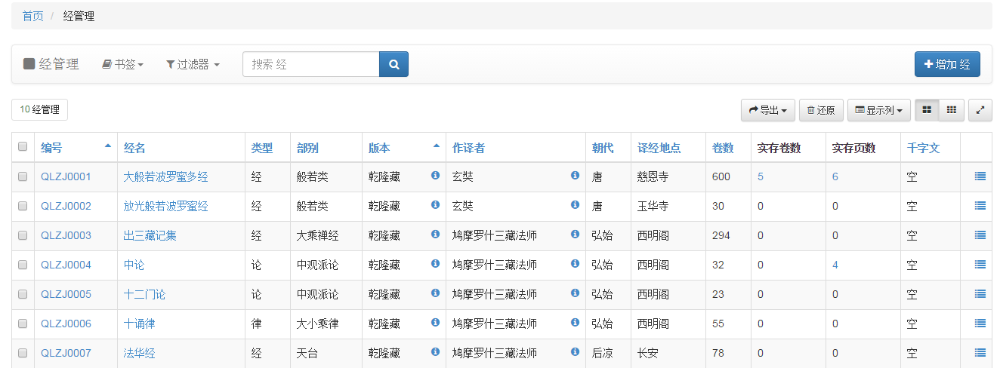 首页 / 经管理
经管理 书签 过滤器 搜索 经 增加 经
10 经管理 导出 还原 显示列
编号 经名 类型 部别 版本 作译者 朝代 译经地点 卷数 实存卷数 实存页数 千字文
QLZJ0001 大般若波罗蜜多经 经 般若类 乾隆藏 玄奘 唐 慈恩寺 600 5 6 空
QLZJ0002 放光般若波罗蜜经 经 般若类 乾隆藏 玄奘 唐 玉华寺 30 0 0 空
QLZJ0003 出三藏记集 经 大乘禅经 乾隆藏 鸠摩罗什三藏法师 弘始 西明阁 294 0 0 空
QLZJ0004 中论 论 中观派论 乾隆藏 鸠摩罗什三藏法师 弘始 西明阁 32 0 4 空
QLZJ0005 十二门论 论 中观派论 乾隆藏 鸠摩罗什三藏法师 弘始 西明阁 23 0 0 空
QLZJ0006 十诵律 律 大小乘律 乾隆藏 鸠摩罗什三藏法师 弘始 西明阁 55 0 0 空
QLZJ0007 法华经 经 天台 乾隆藏 鸠摩罗什三藏法师 后凉 长安 78 0 0 空